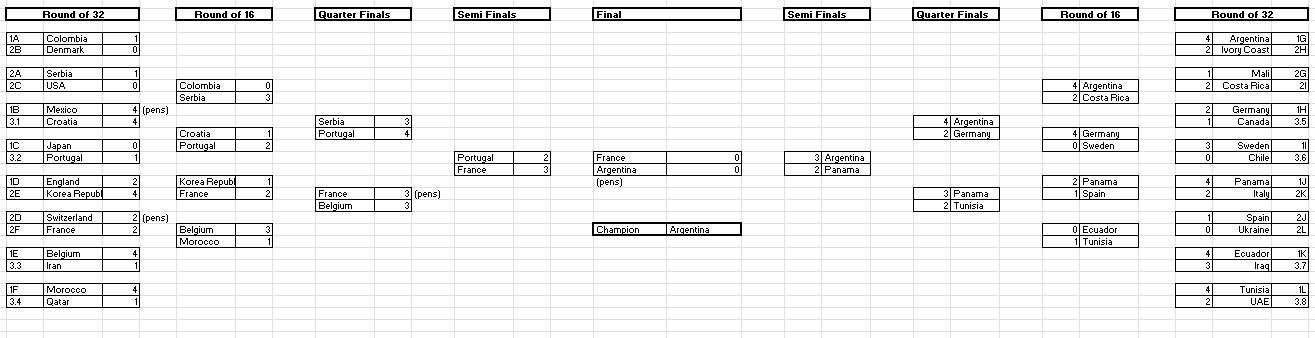 Round of 32 Round of 16 Quarter Finals Semi Finals Final Semi Finals Quarter Finals Round of 16 Round of 32
1A Colombia 1 4 Argentina 1G
2B Denmark 0 2 Ivory Coast 2H
2A Serbia 1 1 Mali 2G
2C USA 0 Colombia 0 4 Argentina 2 Costa Rica 2I
Serbia 3 2 Costa Rica
1B Mexico 4 (pens) 2 Germany 1H
3.1 Croatia 4 Serbia 3 4 Argentina 1 Canada 3.5
Croatia 1 Portugal 4 2 Germany 4 Germany
1C Japan 0 Portugal 2 0 Sweden 3 Sweden 1I
3.2 Portugal 1 Portugal 2 France 0 3 Argentina 0 Chile 3.6
France 3 Argentina 0 2 Panama
1D England 2 Korea Republ 1 (pens) 2 Panama 4 Panama 1J
2E Korea Republ 4 France 2 France 3 (pens) 3 Panama 1 Spain 2 Italy 2K
Belgium 3 2 Tunisia
2D Switzerland 2 (pens) 1 Spain 2J
2F France 2 Belgium 3 Champion Argentina 0 Ecuador 0 Ukraine 2L
Morocco 1 1 Tunisia
1E Belgium 4 4 Ecuador 1K
3.3 Iran 1 3 Iraq 3.7
1F Morocco 4 4 Tunisia 1L
3.4 Qatar 1 2 UAE 3.8